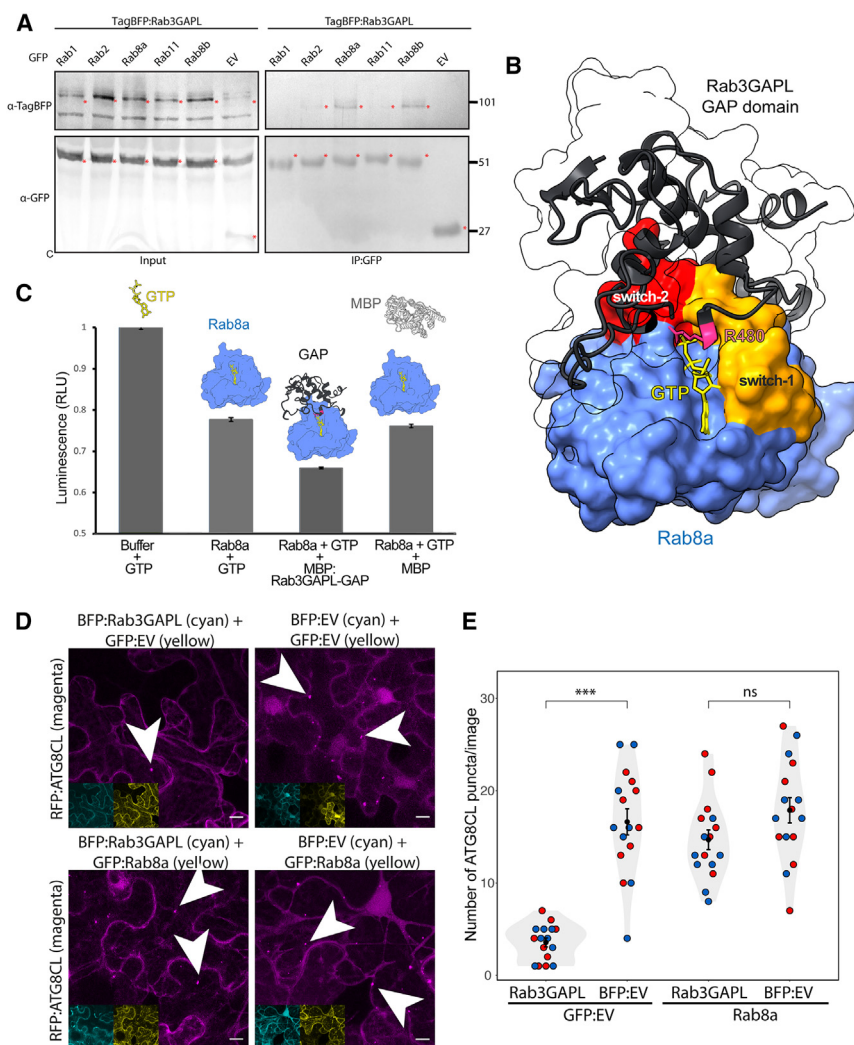 A
TagBFP:Rab3GAPL
TagBFP:Rab3GAPL
GFP Rab1 Rab2 Rab8a Rab11 Rab8b EV
Rab1 Rab2 Rab8a Rab11 Rab8b EV
α-TagBFP
101
α-GFP
51
27
C
Input
IP:GFP
B
Rab3GAPL
GAP domain
switch-2
R480
GTP
switch-1
Rab8a
C
GTP
Rab8a
GAP
MBP
Luminescence (RLU)
1
0.9
0.8
0.7
0.6
0.5
Buffer
+
GTP
Rab8a
+
GTP
Rab8a + GTP
+
MBP:
Rab3GAPL-GAP
Rab8a + GTP
+
MBP
D
BFP:Rab3GAPL (cyan) +
GFP:EV (yellow)
BFP:EV (cyan) +
GFP:EV (yellow)
RFP:ATG8CL (magenta)
BFP:Rab3GAPL (cyan) +
GFP:Rab8a (yellow)
BFP:EV (cyan) +
GFP:Rab8a (yellow)
RFP:ATG8CL (magenta)
E
Number of ATG8CL puncta/image
30
20
10
0
***
ns
Rab3GAPL BFP:EV Rab3GAPL BFP:EV
GFP:EV Rab8a